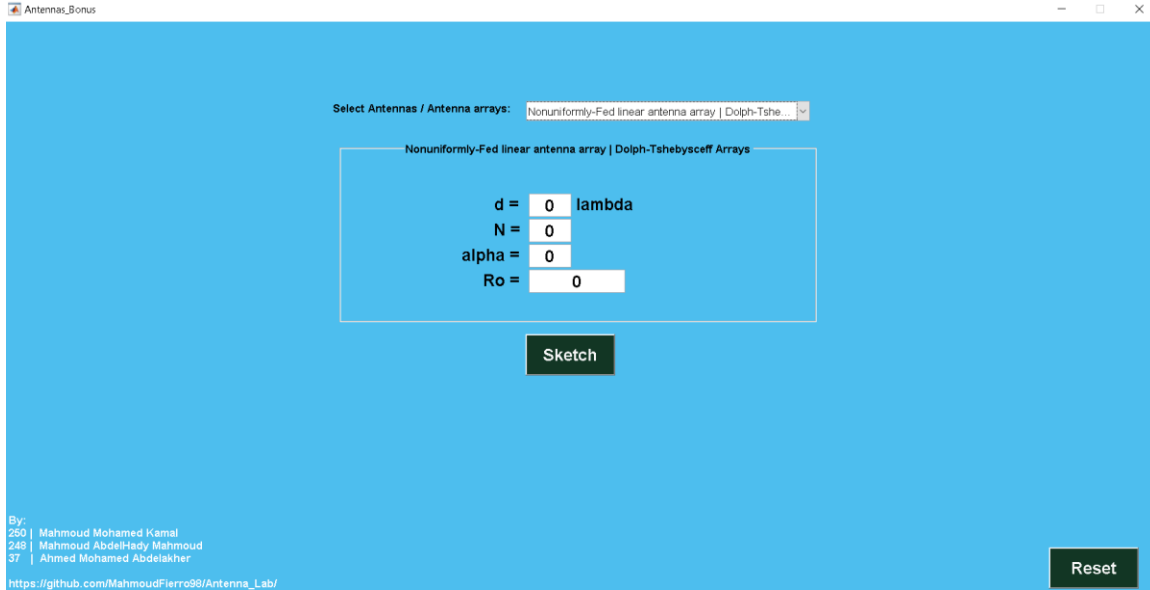 Antennas_Bonus
Select Antennas / Antenna arrays: Nonuniformly-Fed linear antenna array | Dolph-Tshe...
Nonuniformly-Fed linear antenna array | Dolph-Tshebysceff Arrays
d = 0 lambda
N = 0
alpha = 0
Ro = 0
Sketch
By:
250 | Mahmoud Mohamed Kamal
248 | Mahmoud AbdelHady Mahmoud
37 | Ahmed Mohamed Abdelakher
https://github.com/MahmoudFierro98/Antenna_Lab/
Reset